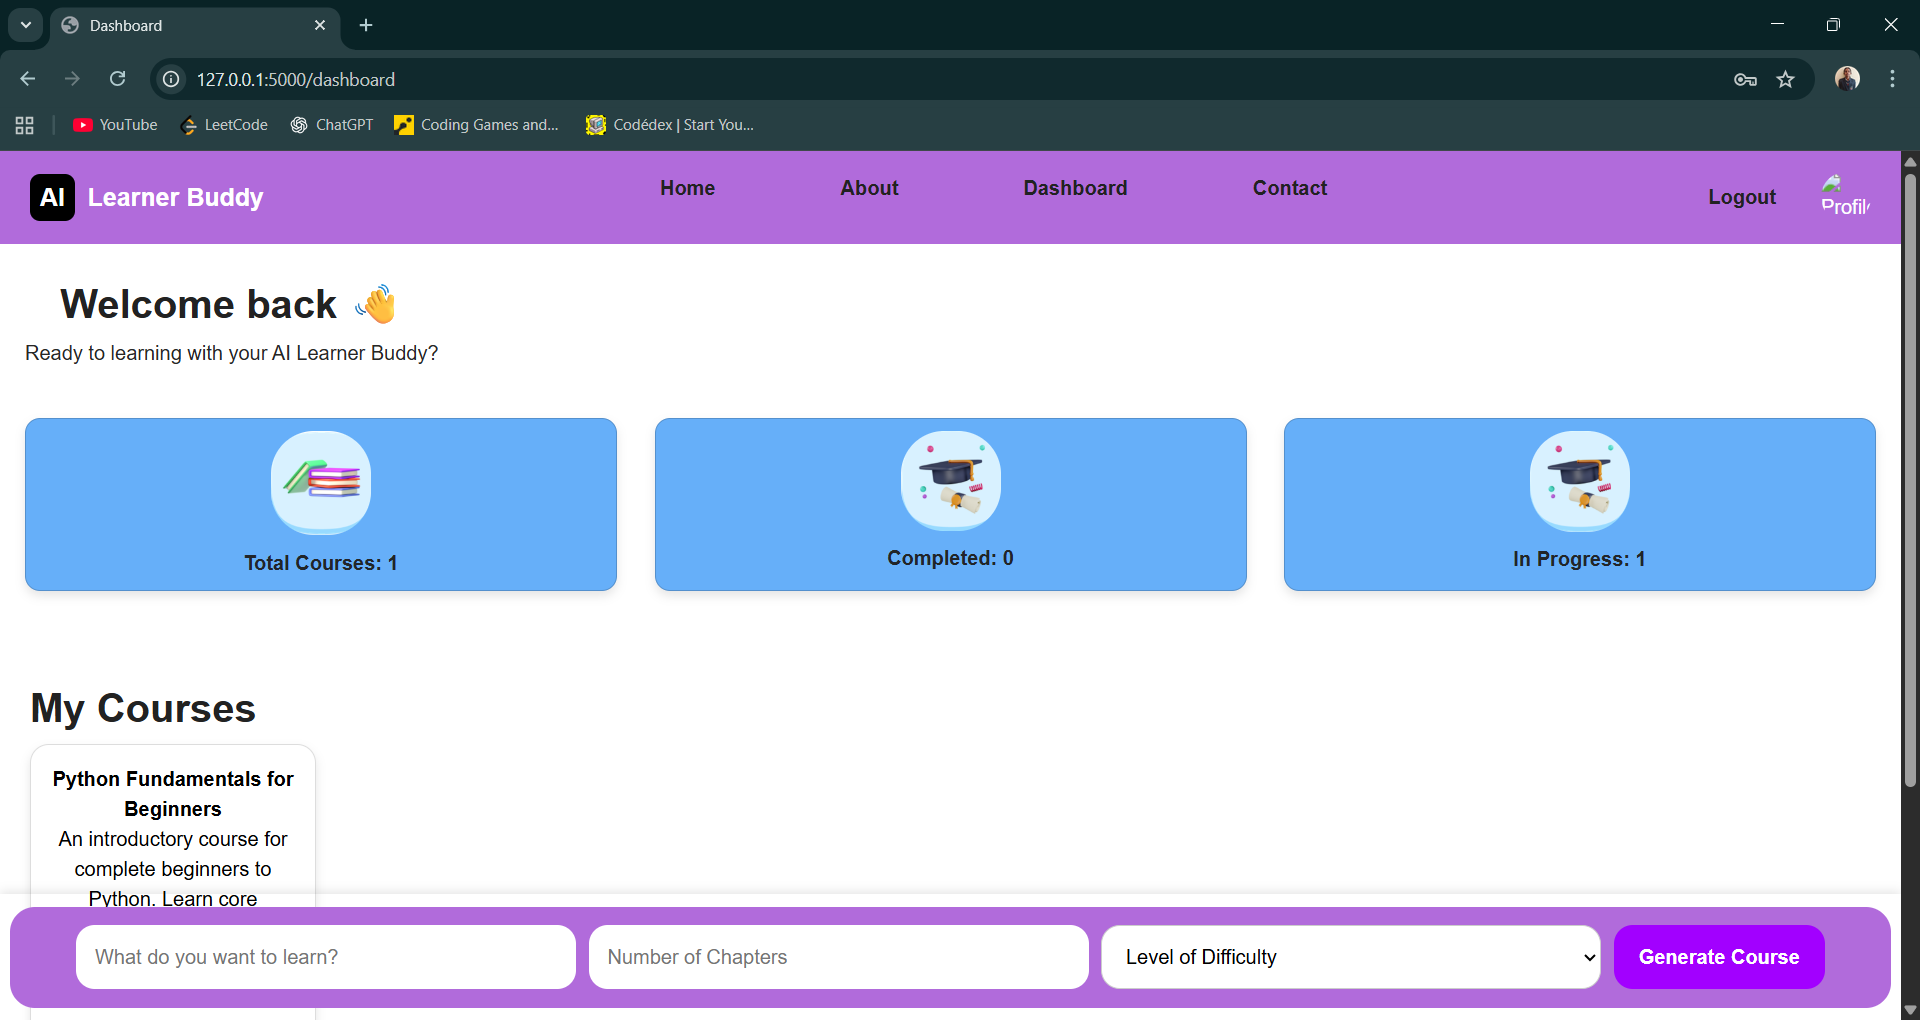 Dashboard
127.0.0.1:5000/dashboard
YouTube
LeetCode
ChatGPT
Coding Games and...
Codédex | Start You...
AI Learner Buddy
Home
About
Dashboard
Contact
Logout
Profil
Welcome back 👋
Ready to learning with your AI Learner Buddy?
Total Courses: 1
Completed: 0
In Progress: 1
My Courses
Python Fundamentals for
Beginners
An introductory course for
complete beginners to
Python. Learn core
What do you want to learn?
Number of Chapters
Level of Difficulty
Generate Course